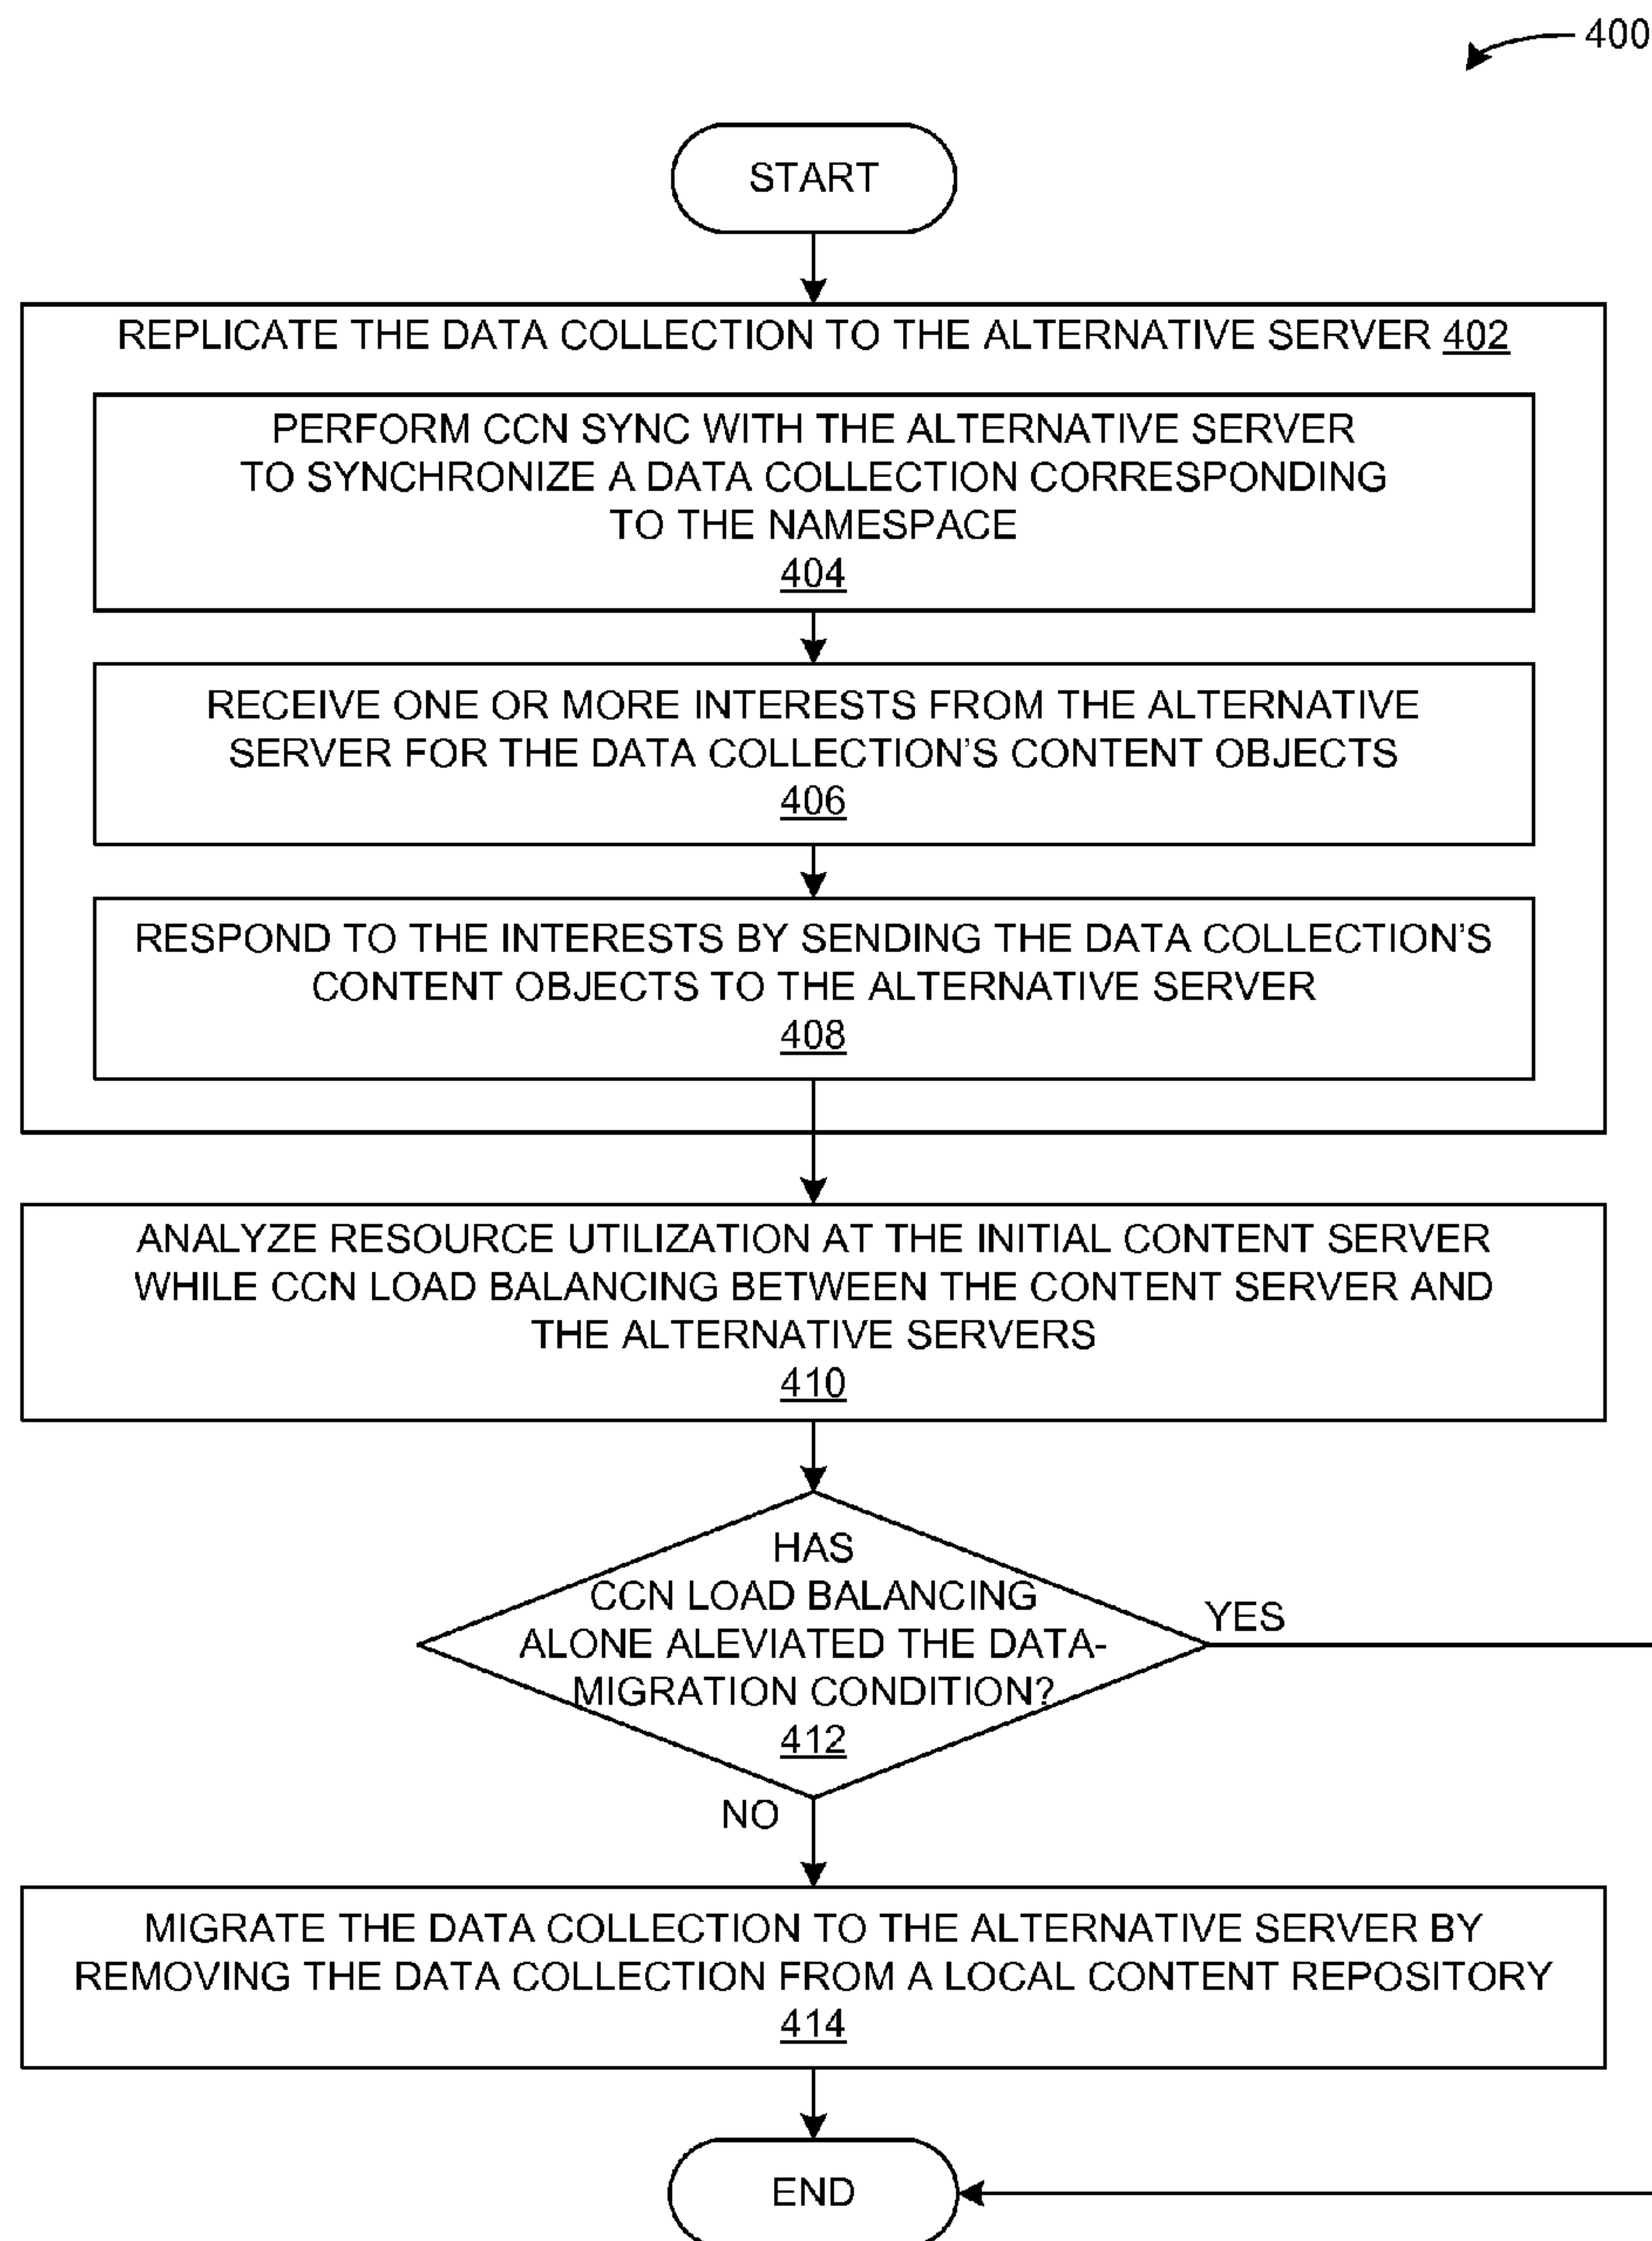 400
START
REPLICATE THE DATA COLLECTION TO THE ALTERNATIVE SERVER 402
PERFORM CCN SYNC WITH THE ALTERNATIVE SERVER
TO SYNCHRONIZE A DATA COLLECTION CORRESPONDING
TO THE NAMESPACE
404
RECEIVE ONE OR MORE INTERESTS FROM THE ALTERNATIVE
SERVER FOR THE DATA COLLECTION'S CONTENT OBJECTS
406
RESPOND TO THE INTERESTS BY SENDING THE DATA COLLECTION'S
CONTENT OBJECTS TO THE ALTERNATIVE SERVER
408
ANALYZE RESOURCE UTILIZATION AT THE INITIAL CONTENT SERVER
WHILE CCN LOAD BALANCING BETWEEN THE CONTENT SERVER AND
THE ALTERNATIVE SERVERS
410
HAS
CCN LOAD BALANCING
ALONE ALEVIATED THE DATA-
MIGRATION CONDITION?
412
YES
NO
MIGRATE THE DATA COLLECTION TO THE ALTERNATIVE SERVER BY
REMOVING THE DATA COLLECTION FROM A LOCAL CONTENT REPOSITORY
414
END